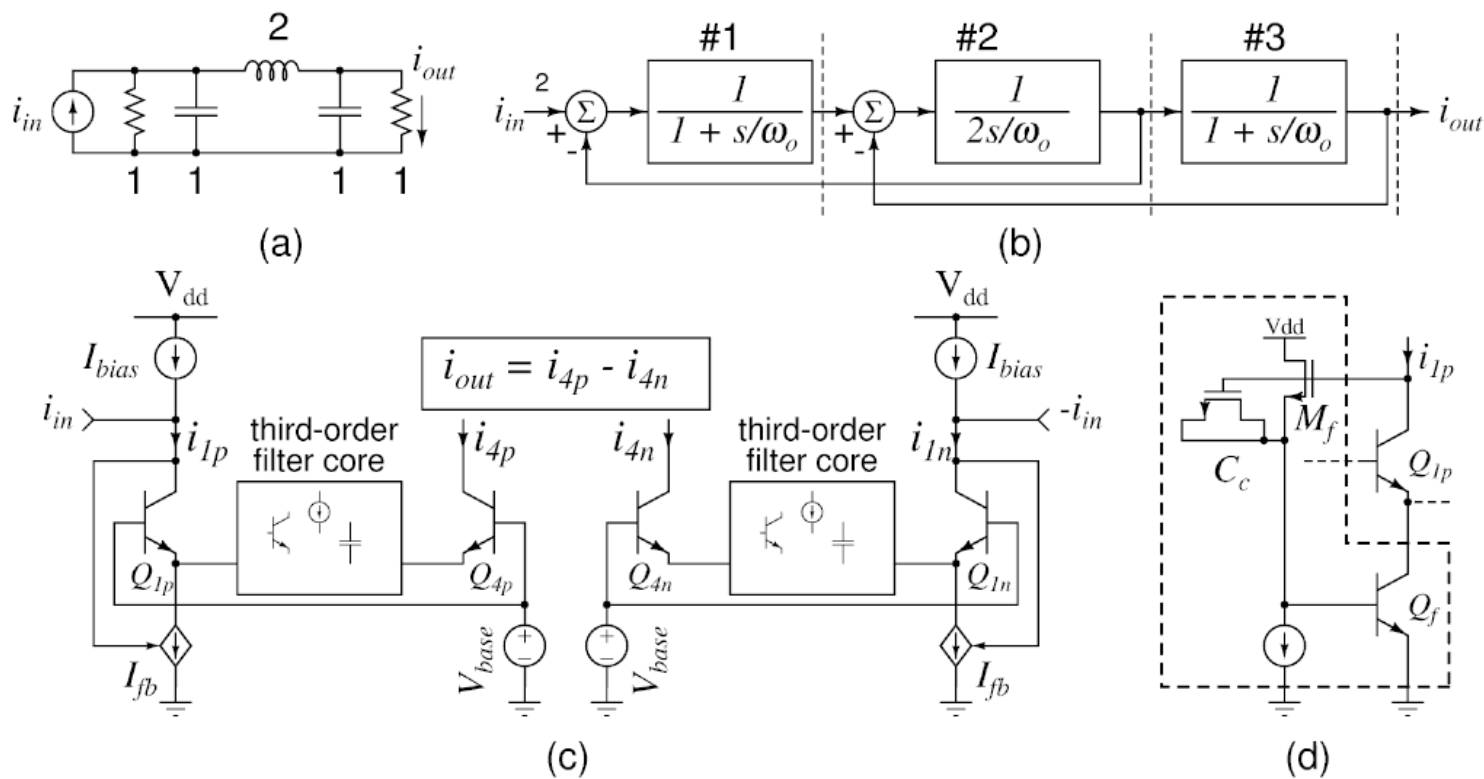 2
i_out
i_in
1 1 1 1
(a)
#1 #2 #3
i_in
2
+
-
Σ
1
1 + s/ω_o
+
-
Σ
1
2s/ω_o
1
1 + s/ω_o
i_out
(b)
V_dd
I_bias
i_in
i_1p
third-order
filter core
Q_1p
I_fb
i_out = i_4p - i_4n
i_4p
i_4n
Q_4p
Q_4n
+
-
V_base
+
-
V_base
third-order
filter core
V_dd
I_bias
-i_in
i_1n
Q_1n
I_fb
(c)
Vdd
i_1p
M_f
C_c
Q_1p
Q_f
(d)